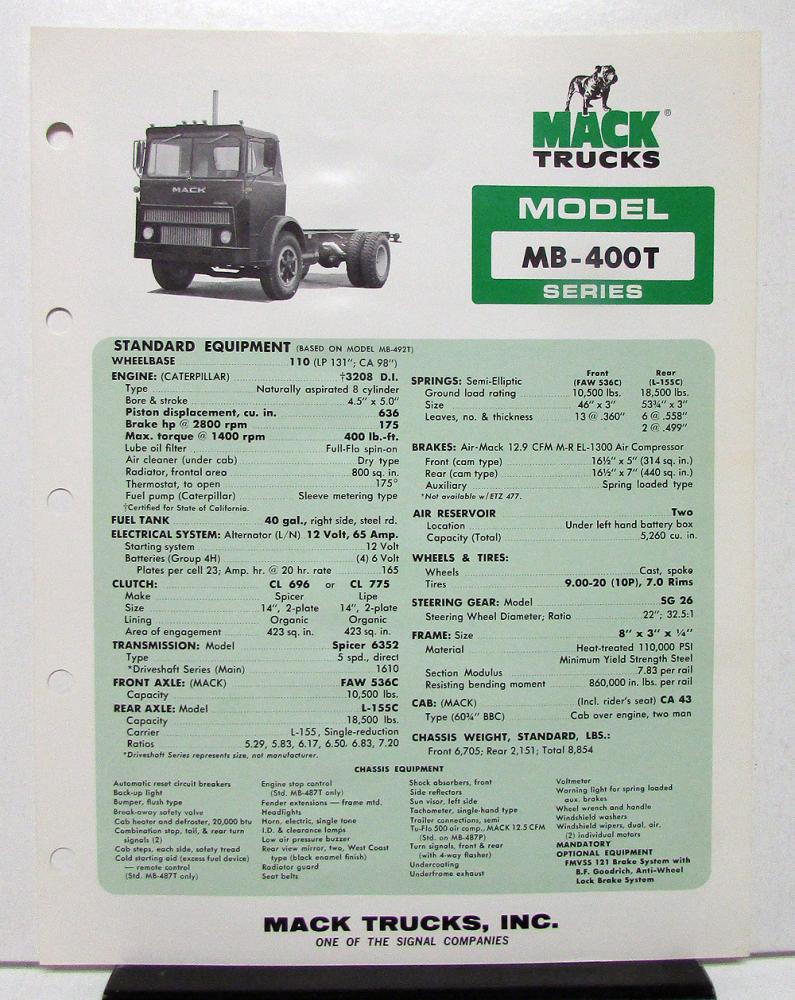 MACK
MACK ®
TRUCKS
MODEL
MB-400T
SERIES
STANDARD EQUIPMENT (BASED ON MODEL MB-492T)
WHEELBASE 110 (LP 131"; CA 98")
ENGINE: (CATERPILLAR) †3208 D.I.
Type Naturally aspirated 8 cylinder
Bore & stroke 4.5" x 5.0"
Piston displacement, cu. in. 636
Brake hp @ 2800 rpm 175
Max. torque @ 1400 rpm 400 lb.-ft.
Lube oil filter Full-Flo spin-on
Air cleaner (under cab) Dry type
Radiator, frontal area 800 sq. in.
Thermostat, to open 175°
Fuel pump (Caterpillar) Sleeve metering type
†Certified for State of California.
FUEL TANK 40 gal., right side, steel rd.
ELECTRICAL SYSTEM: Alternator (L/N) 12 Volt, 65 Amp.
Starting system 12 Volt
Batteries (Group 4H) (4) 6 Volt
Plates per cell 23; Amp. hr. @ 20 hr. rate 165
CLUTCH: CL 696 or CL 775
Make Spicer Lipe
Size 14", 2-plate 14", 2-plate
Lining Organic Organic
Area of engagement 423 sq. in. 423 sq. in.
TRANSMISSION: Model Spicer 6352
Type 5 spd., direct
*Driveshaft Series (Main) 1610
FRONT AXLE: (MACK) FAW 536C
Capacity 10,500 lbs.
REAR AXLE: Model L-155C
Capacity 18,500 lbs.
Carrier L-155, Single-reduction
Ratios 5.29, 5.83, 6.17, 6.50, 6.83, 7.20
*Driveshaft Series represents size, not manufacturer.
Front Rear
SPRINGS: Semi-Elliptic (FAW 536C) (L-155C)
Ground load rating 10,500 lbs. 18,500 lbs.
Size 46" x 3" 53¾" x 3"
Leaves, no. & thickness 13 @ .360" 6 @ .558"
2 @ .499"
BRAKES: Air-Mack 12.9 CFM M-R EL-1300 Air Compressor
Front (cam type) 16½" x 5" (314 sq. in.)
Rear (cam type) 16½" x 7" (440 sq. in.)
Auxiliary Spring loaded type
*Not available w/ETZ 477.
AIR RESERVOIR Two
Location Under left hand battery box
Capacity (Total) 5,260 cu. in.
WHEELS & TIRES:
Wheels Cast, spoke
Tires 9.00-20 (10P), 7.0 Rims
STEERING GEAR: Model SG 26
Steering Wheel Diameter; Ratio 22"; 32.5:1
FRAME: Size 8" x 3" x ¼"
Material Heat-treated 110,000 PSI
Minimum Yield Strength Steel
Section Modulus 7.83 per rail
Resisting bending moment 860,000 in. lbs. per rail
CAB: (MACK) (Incl. rider's seat) CA 43
Type (60¾" BBC) Cab over engine, two man
CHASSIS WEIGHT, STANDARD, LBS.:
Front 6,705; Rear 2,151; Total 8,854
CHASSIS EQUIPMENT
Automatic reset circuit breakers
Back-up light
Bumper, flush type
Break-away safety valve
Cab heater and defroster, 20,000 btu
Combination stop, tail, & rear turn
signals (2)
Cab steps, each side, safety tread
Cold starting aid (excess fuel device)
— remote control
(Std. MB-487T only)
Engine stop control
(Std. MB-487T only)
Fender extensions — frame mtd.
Headlights
Horn, electric, single tone
I.D. & clearance lamps
Low air pressure buzzer
Rear view mirror, two, West Coast
type (black enamel finish)
Radiator guard
Seat belts
Shock absorbers, front
Side reflectors
Sun visor, left side
Tachometer, single-hand type
Trailer connections, semi
Tu-Flo 500 air comp., MACK 12.5 CFM
(Std. on MB-487P)
Turn signals, front & rear
(with 4-way flasher)
Undercoating
Underframe exhaust
Voltmeter
Warning light for spring loaded
aux. brakes
Wheel wrench and handle
Windshield washers
Windshield wipers, dual, air,
(2) individual motors
MANDATORY
OPTIONAL EQUIPMENT
FMVSS 121 Brake System with
B.F. Goodrich, Anti-Wheel
Lock Brake System
MACK TRUCKS, INC.
ONE OF THE SIGNAL COMPANIES